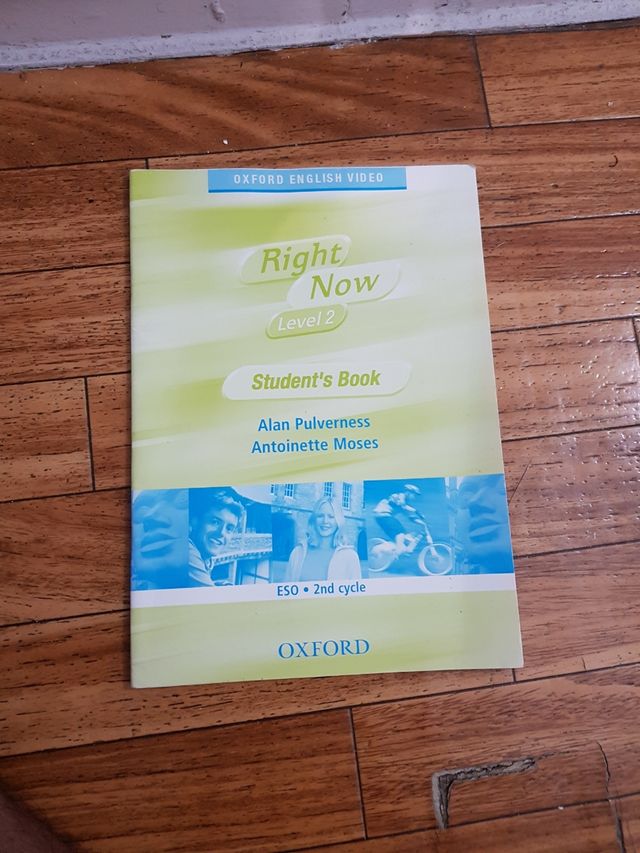 OXFORD ENGLISH VIDEO
Right
Now
Level 2
Student's Book
Alan Pulverness
Antoinette Moses
ESO • 2nd cycle
OXFORD